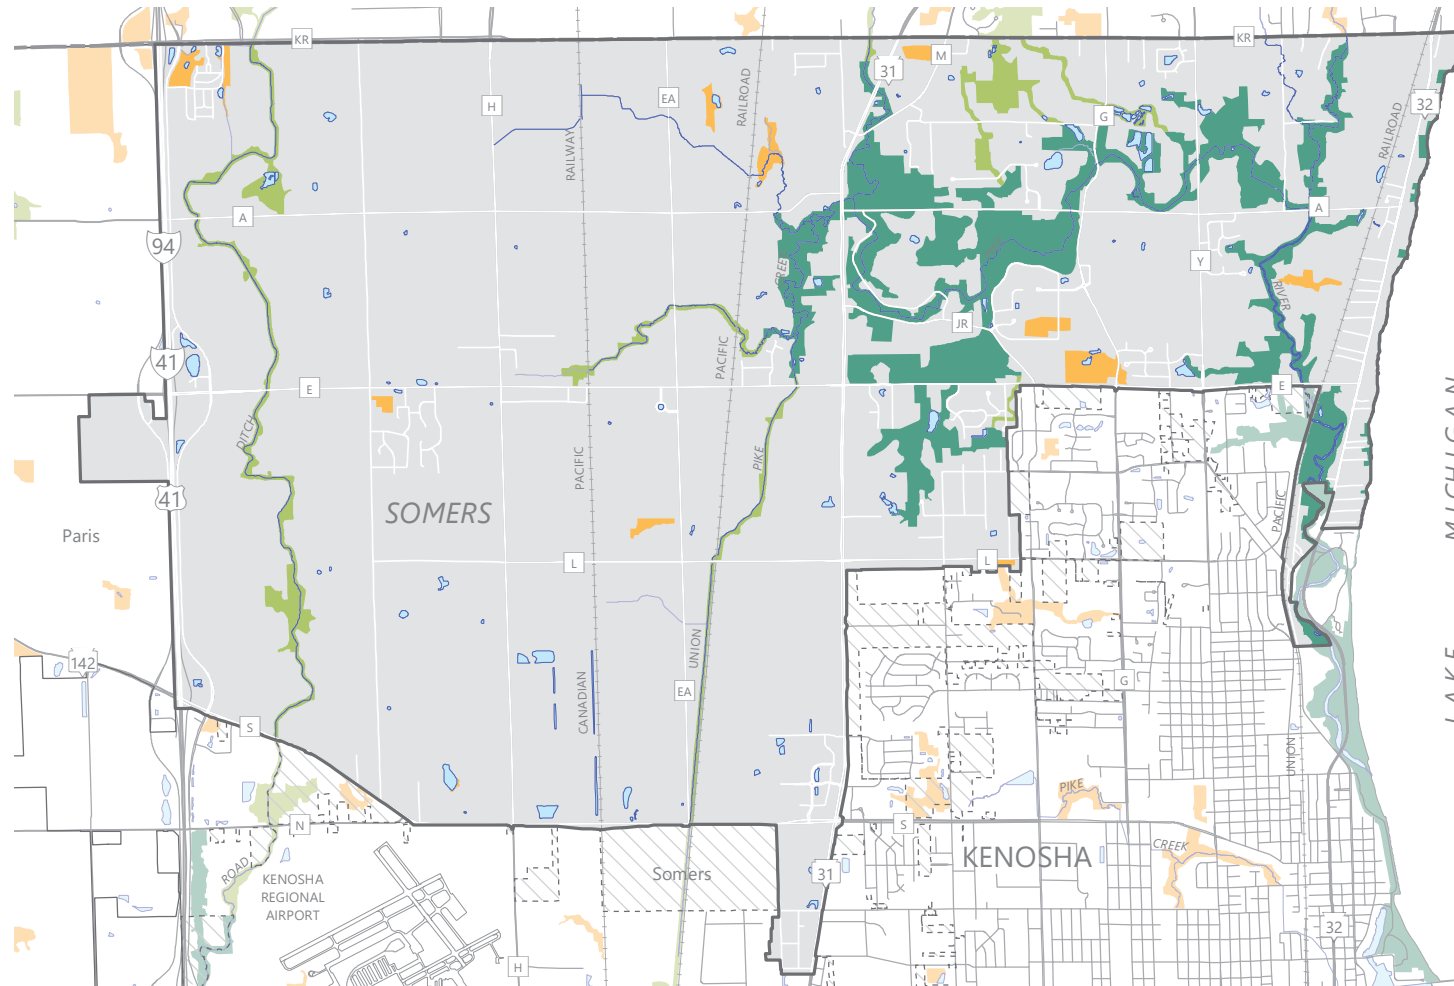 KR
KR
M
31
EA
H
32
G
RAILROAD
RAILROAD
RAILWAY
A
A
94
Y
CREE
RIVER
JR
41
PACIFIC
E
E
DITCH
PIKE
PACIFIC
LAKE MICHIGAN
41
SOMERS
PACIFIC
Paris
L
L
142
UNION
EA
G
CANADIAN
S
UNION
PIKE
N
S
CREEK
KENOSHA
ROAD
KENOSHA
REGIONAL
AIRPORT
Somers
31
32
H